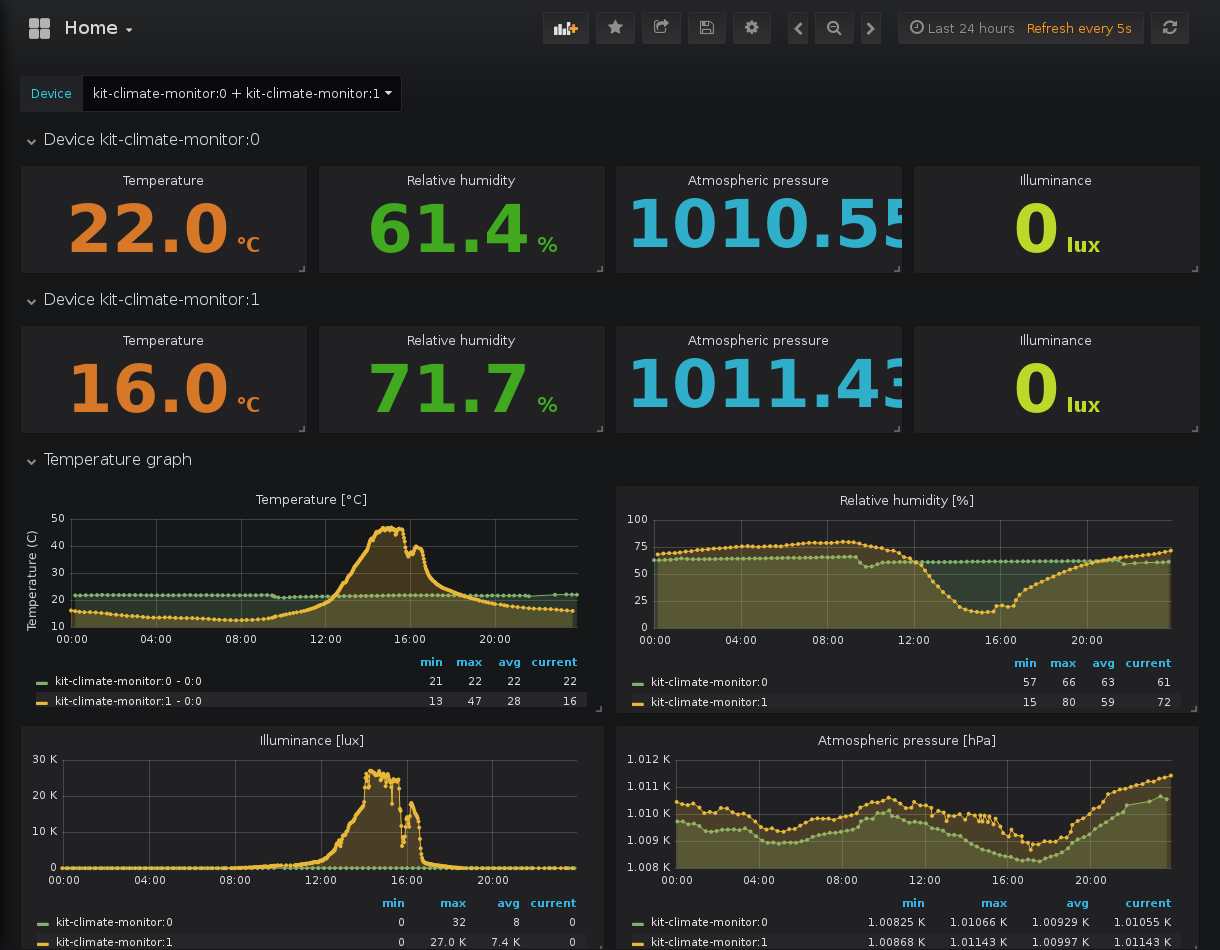 Home
Last 24 hours Refresh every 5s
Device kit-climate-monitor:0 + kit-climate-monitor:1
Device kit-climate-monitor:0
Temperature Relative humidity Atmospheric pressure Illuminance
22.0 °C 61.4 % 1010.55 0 lux
Device kit-climate-monitor:1
Temperature Relative humidity Atmospheric pressure Illuminance
16.0 °C 71.7 % 1011.43 0 lux
Temperature graph
Temperature [°C]
Temperature (C)
50
40
30
20
10
00:00 04:00 08:00 12:00 16:00 20:00
min max avg current
kit-climate-monitor:0 - 0:0 21 22 22 22
kit-climate-monitor:1 - 0:0 13 47 28 16
Relative humidity [%]
100
75
50
25
0
00:00 04:00 08:00 12:00 16:00 20:00
min max avg current
kit-climate-monitor:0 57 66 63 61
kit-climate-monitor:1 15 80 59 72
Illuminance [lux]
30 K
20 K
10 K
0
00:00 04:00 08:00 12:00 16:00 20:00
min max avg current
kit-climate-monitor:0 0 32 8 0
kit-climate-monitor:1 0 27.0 K 7.4 K 0
Atmospheric pressure [hPa]
1.012 K
1.011 K
1.010 K
1.009 K
1.008 K
00:00 04:00 08:00 12:00 16:00 20:00
min max avg current
kit-climate-monitor:0 1.00825 K 1.01066 K 1.00929 K 1.01055 K
kit-climate-monitor:1 1.00868 K 1.01143 K 1.00997 K 1.01143 K